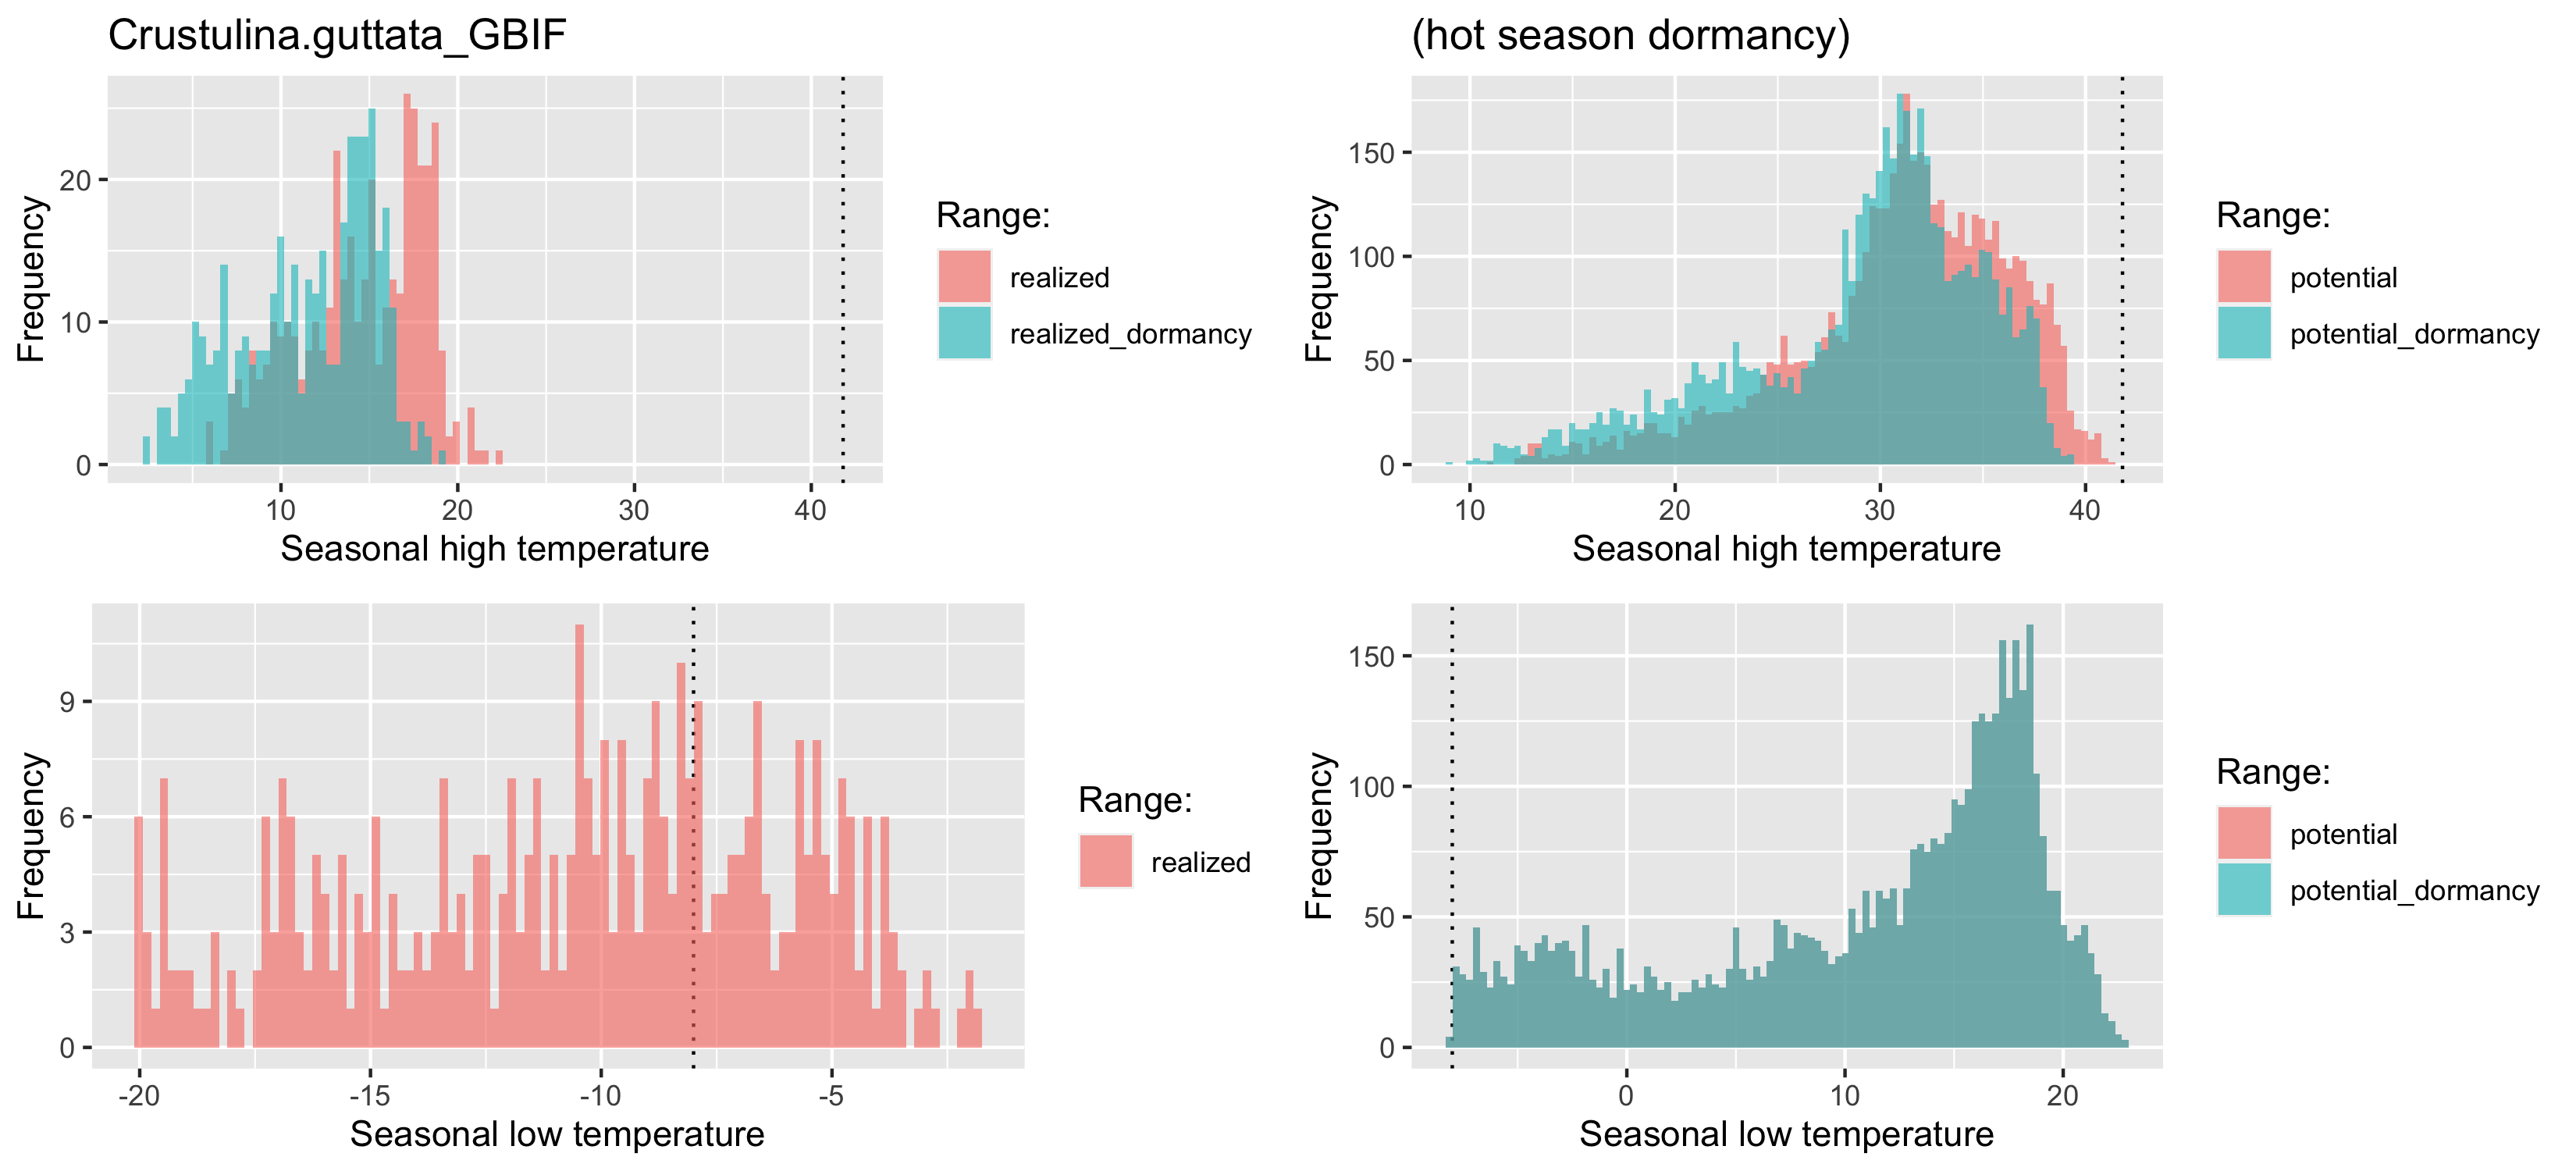 Crustulina.guttata_GBIF
Frequency
20
10
0
10 20 30 40
Seasonal high temperature
Range:
realized
realized_dormancy
(hot season dormancy)
Frequency
150
100
50
0
10 20 30 40
Seasonal high temperature
Range:
potential
potential_dormancy
Frequency
9
6
3
0
-20 -15 -10 -5
Seasonal low temperature
Range:
realized
Frequency
150
100
50
0
0 10 20
Seasonal low temperature
Range:
potential
potential_dormancy